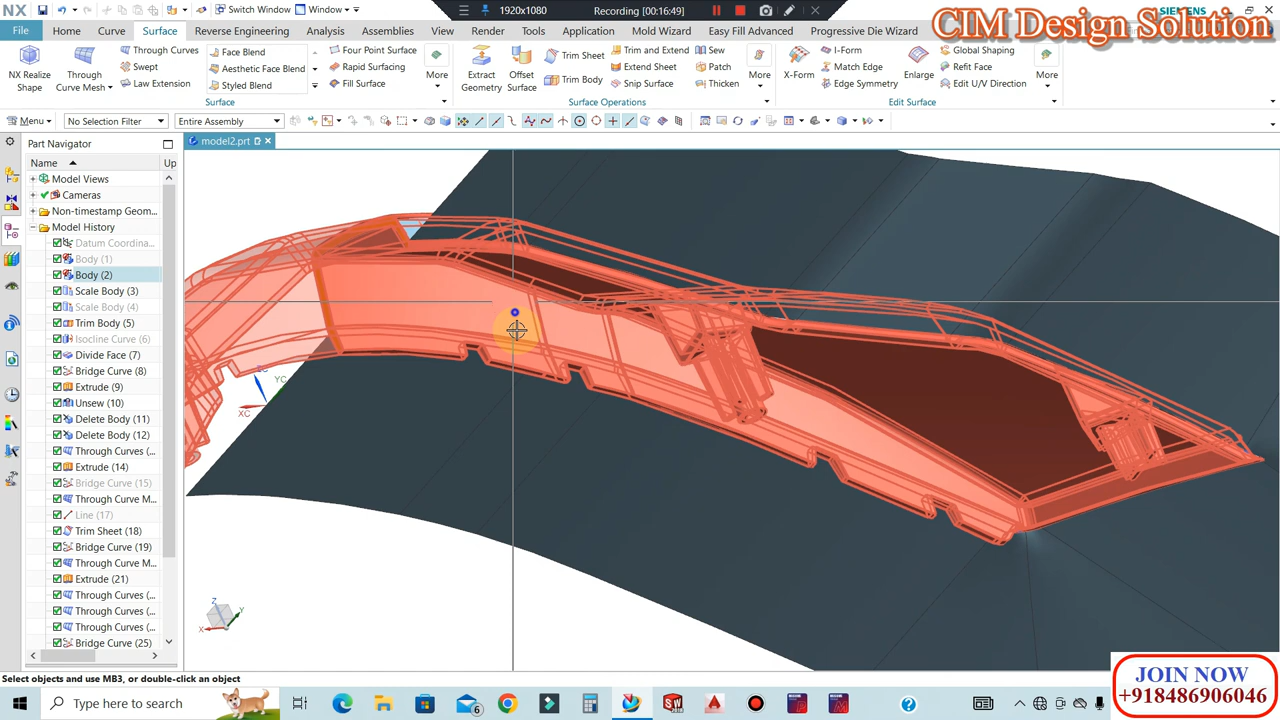 NX
Switch Window
Window
1920x1080
Recording [00:16:49]
SIEMENS
CIM Design Solution
File
Home
Curve
Surface
Reverse Engineering
Analysis
Assemblies
View
Render
Tools
Application
Mold Wizard
Easy Fill Advanced
Progressive Die Wizard
NX Realize Shape
Through Curve Mesh
Through Curves
Swept
Law Extension
Face Blend
Aesthetic Face Blend
Styled Blend
Four Point Surface
Rapid Surfacing
Fill Surface
More
Surface
Extract Geometry
Offset Surface
Trim Sheet
Trim Body
Trim and Extend
Extend Sheet
Snip Surface
Sew
Patch
Thicken
More
Surface Operations
X-Form
I-Form
Match Edge
Edge Symmetry
Enlarge
Global Shaping
Refit Face
Edit U/V Direction
More
Edit Surface
Menu
No Selection Filter
Entire Assembly
Part Navigator
model2.prt
Name
Up
Model Views
Cameras
Non-timestamp Geom...
Model History
Datum Coordina...
Body (1)
Body (2)
Scale Body (3)
Scale Body (4)
Trim Body (5)
Isocline Curve (6)
Divide Face (7)
Bridge Curve (8)
Extrude (9)
Unsew (10)
Delete Body (11)
Delete Body (12)
Through Curves (...
Extrude (14)
Bridge Curve (15)
Through Curve M...
Line (17)
Trim Sheet (18)
Bridge Curve (19)
Through Curve M...
Extrude (21)
Through Curves (...
Through Curves (...
Through Curves (...
Bridge Curve (25)
YC
XC
Z
Y
X
Select objects and use MB3, or double-click an object
JOIN NOW
+918486906046
Type here to search
6